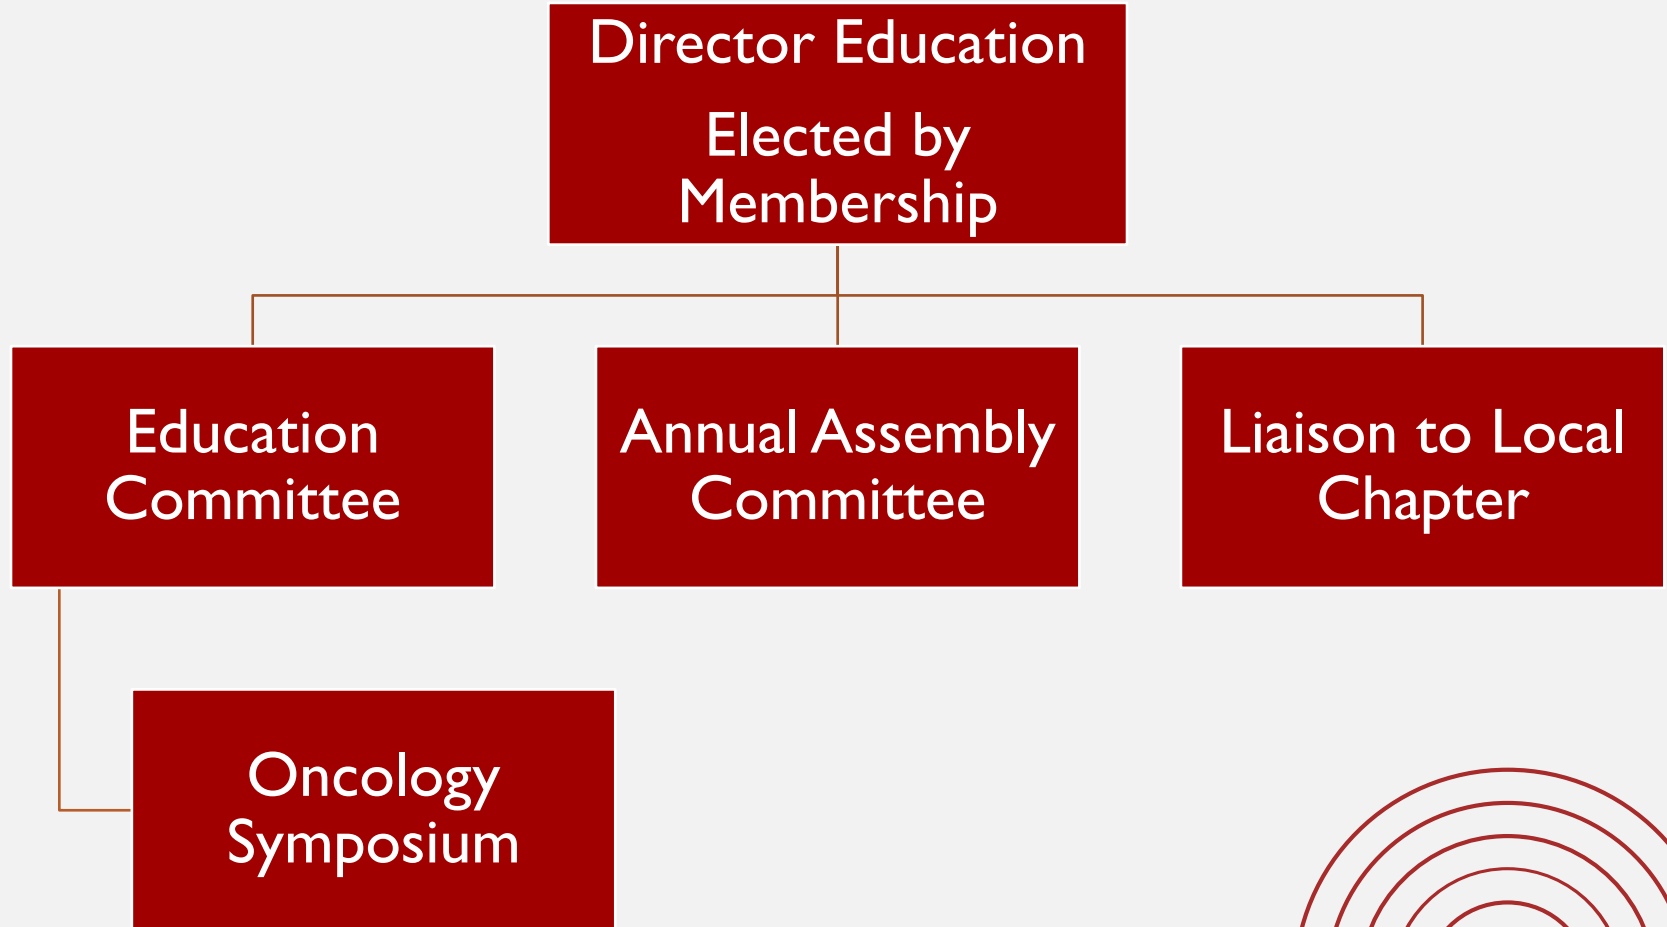 Director Education
Elected by
Membership
Education
Committee
Annual Assembly
Committee
Liaison to Local
Chapter
Oncology
Symposium